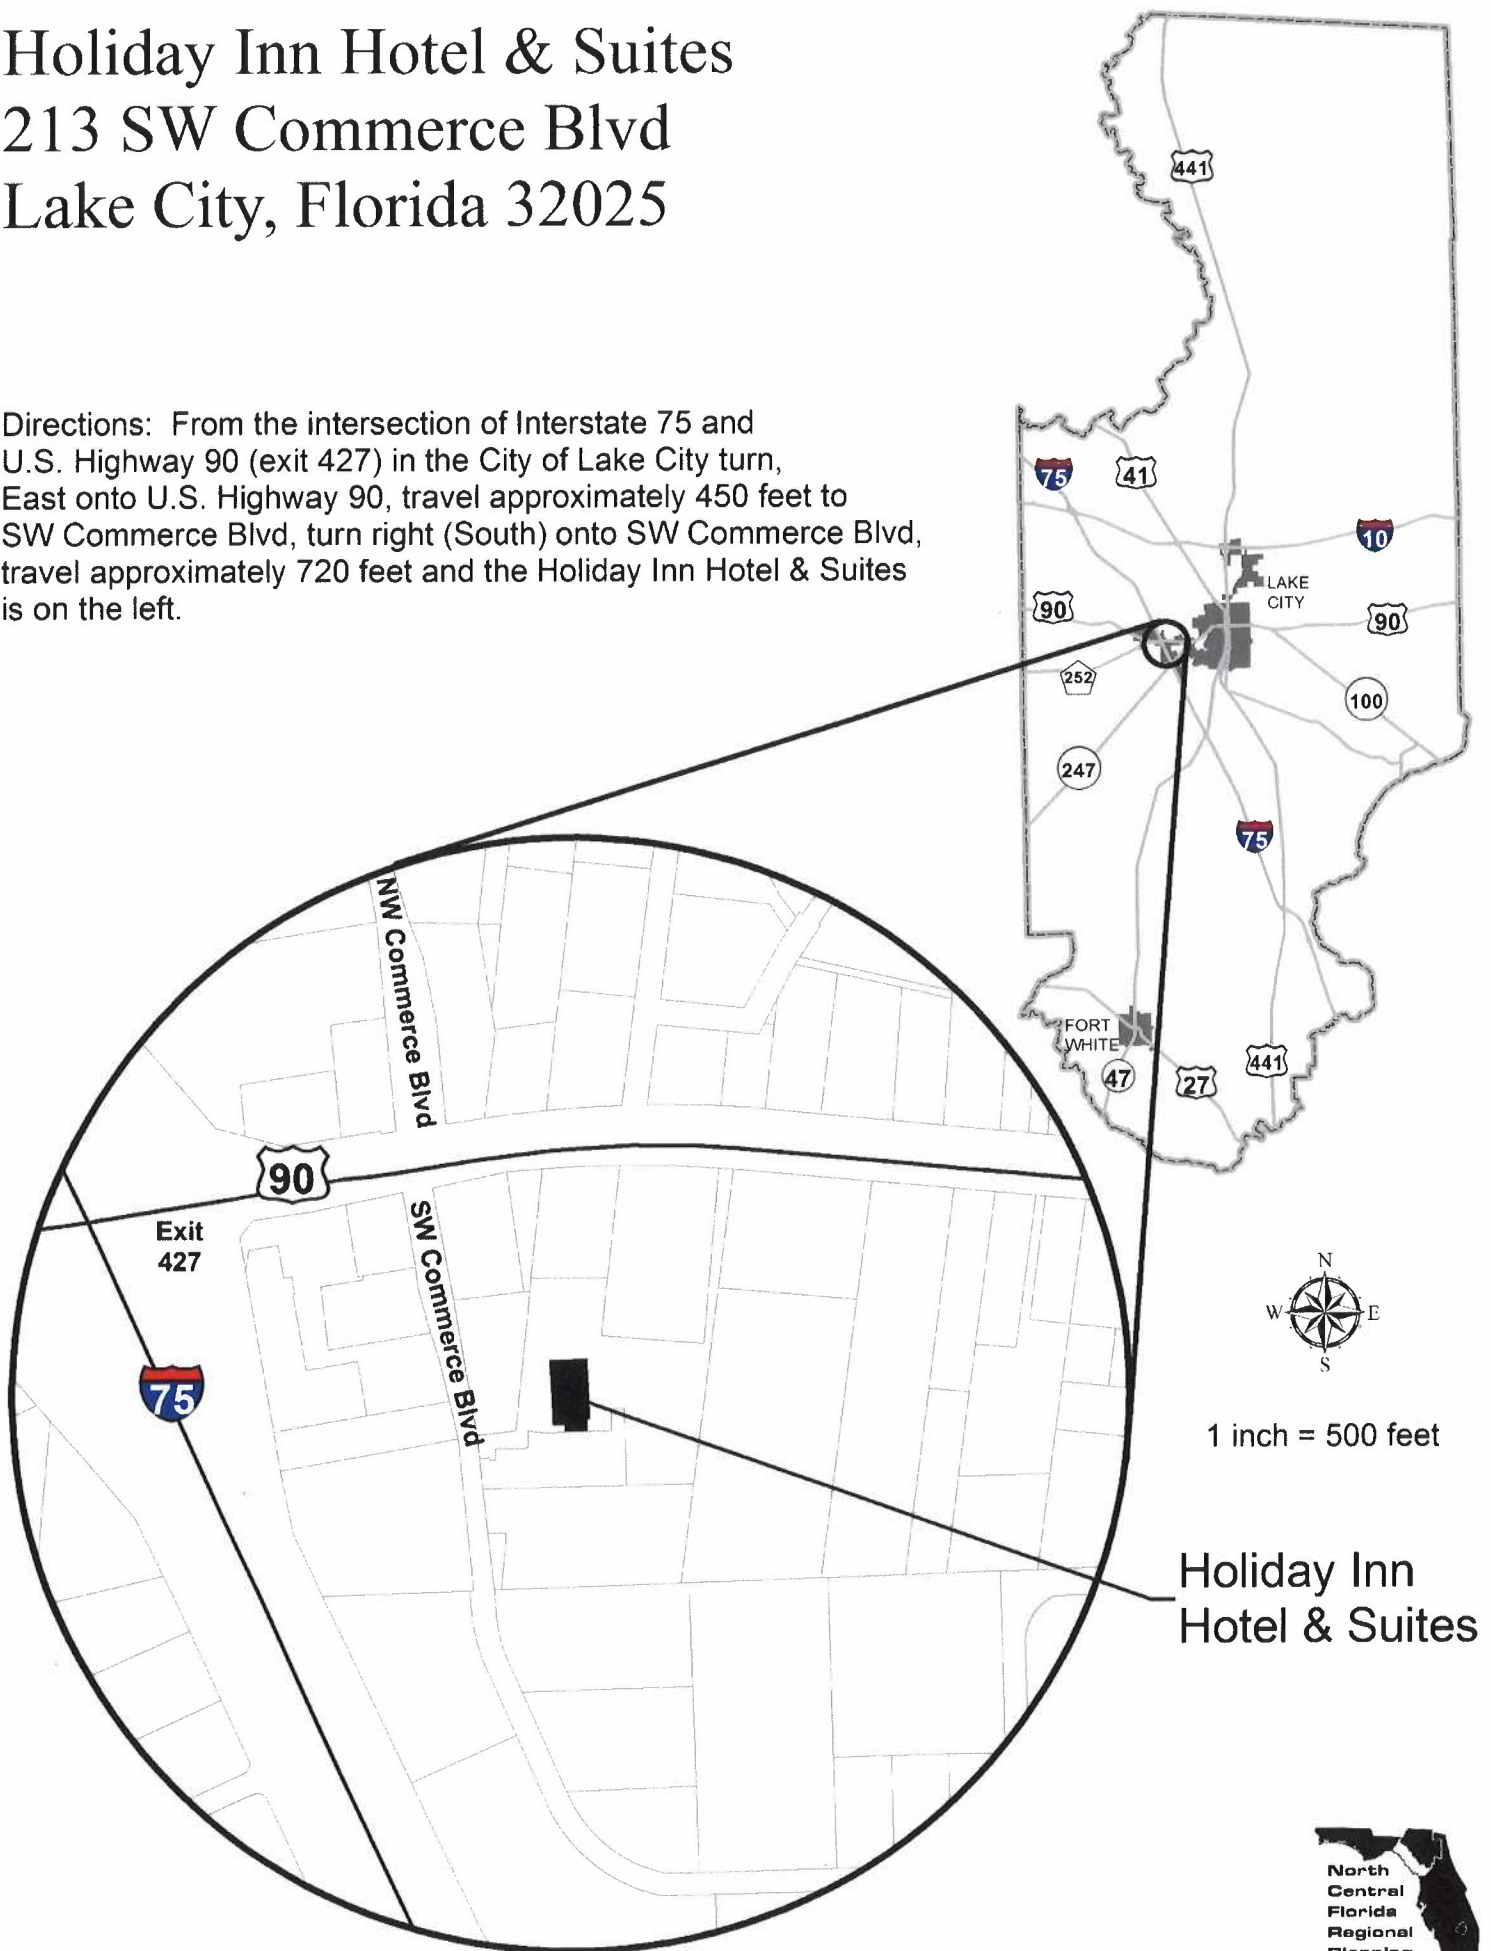 Holiday Inn Hotel & Suites
213 SW Commerce Blvd
Lake City, Florida 32025
Directions: From the intersection of Interstate 75 and
U.S. Highway 90 (exit 427) in the City of Lake City turn,
East onto U.S. Highway 90, travel approximately 450 feet to
SW Commerce Blvd, turn right (South) onto SW Commerce Blvd,
travel approximately 720 feet and the Holiday Inn Hotel & Suites
is on the left.
441
75
41
10
LAKE
CITY
90
90
252
100
247
75
FORT
WHITE
47
27
441
NW Commerce Blvd
90
Exit
427
SW Commerce Blvd
75
N
W
E
S
1 inch = 500 feet
Holiday Inn
Hotel & Suites
North
Central
Florida
Regional
Planning